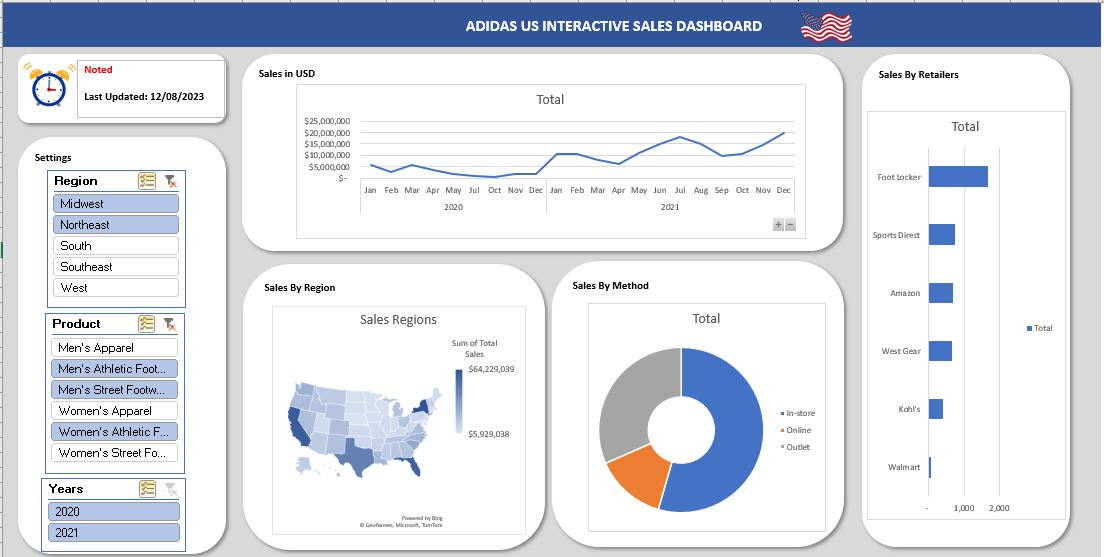 ADIDAS US INTERACTIVE SALES DASHBOARD
Noted
Last Updated: 12/08/2023
Settings
Region
Midwest
Northeast
South
Southeast
West
Product
Men's Apparel
Men's Athletic Foot...
Men's Street Footw...
Women's Apparel
Women's Athletic F...
Women's Street Fo...
Years
2020
2021
Sales in USD
Total
$25,000,000
$20,000,000
$15,000,000
$10,000,000
$5,000,000
$-
Jan Feb Mar Apr May Jul Oct Nov Dec Jan Feb Mar Apr May Jun Jul Aug Sep Oct Nov Dec
2020 2021
+ -
Sales By Region
Sales Regions
Sum of Total
Sales
$64,229,039
$5,929,038
Powered by Bing
© GeoNames, Microsoft, TomTom
Sales By Method
Total
In-store
Online
Outlet
Sales By Retailers
Total
Foot Locker
Sports Direct
Amazon
West Gear
Kohl's
Walmart
- 1,000 2,000
Total